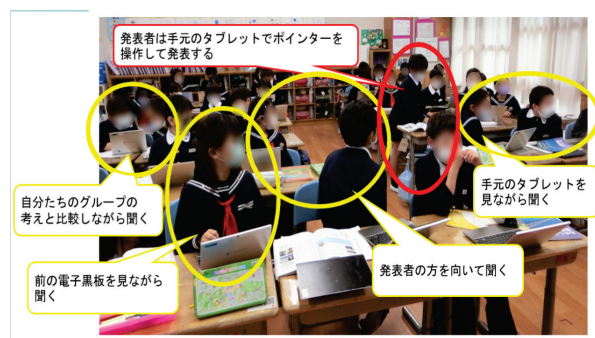 発表者は手元のタブレットでポインターを
操作して発表する
自分たちのグループの
考えと比較しながら聞く
手元のタブレットを
見ながら聞く
前の電子黒板を見ながら
聞く
発表者の方を向いて聞く